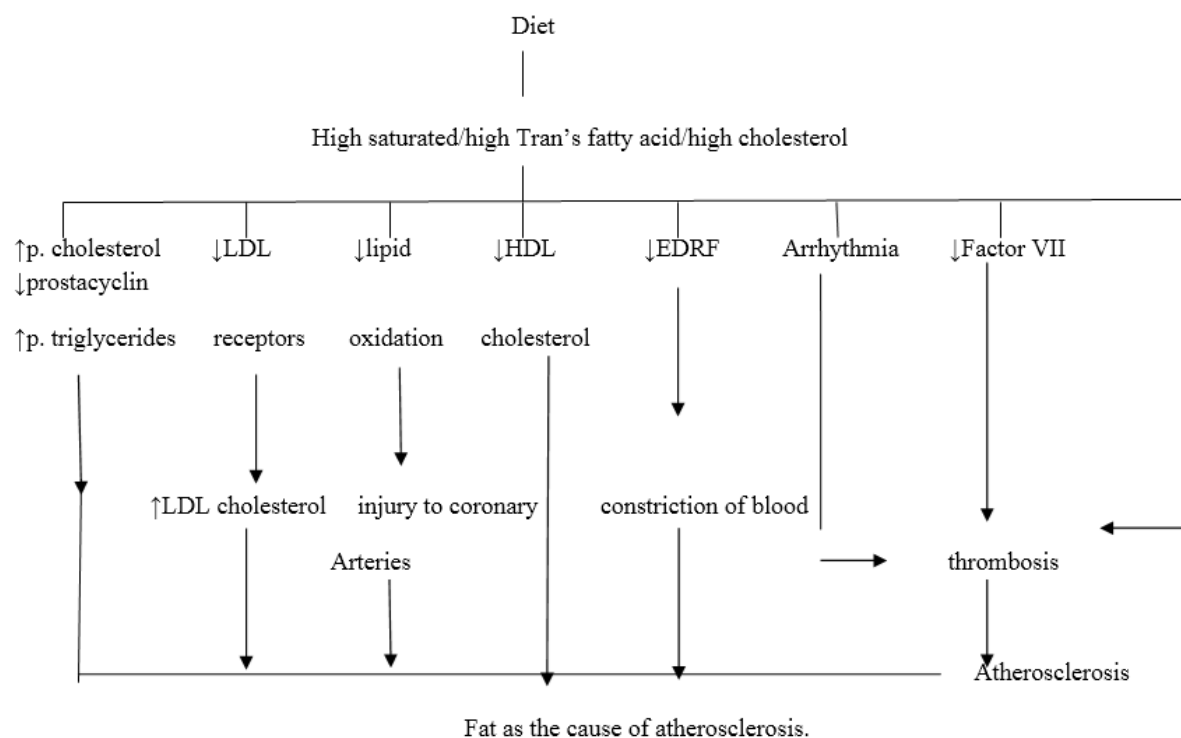 Diet
High saturated/high Tran's fatty acid/high cholesterol
↑p. cholesterol ↓LDL ↓lipid ↓HDL ↓EDRF Arrhythmia ↓Factor VII
↓prostacyclin
↑p. triglycerides receptors oxidation cholesterol
↑LDL cholesterol injury to coronary constriction of blood
Arteries thrombosis
Atherosclerosis
Fat as the cause of atherosclerosis.